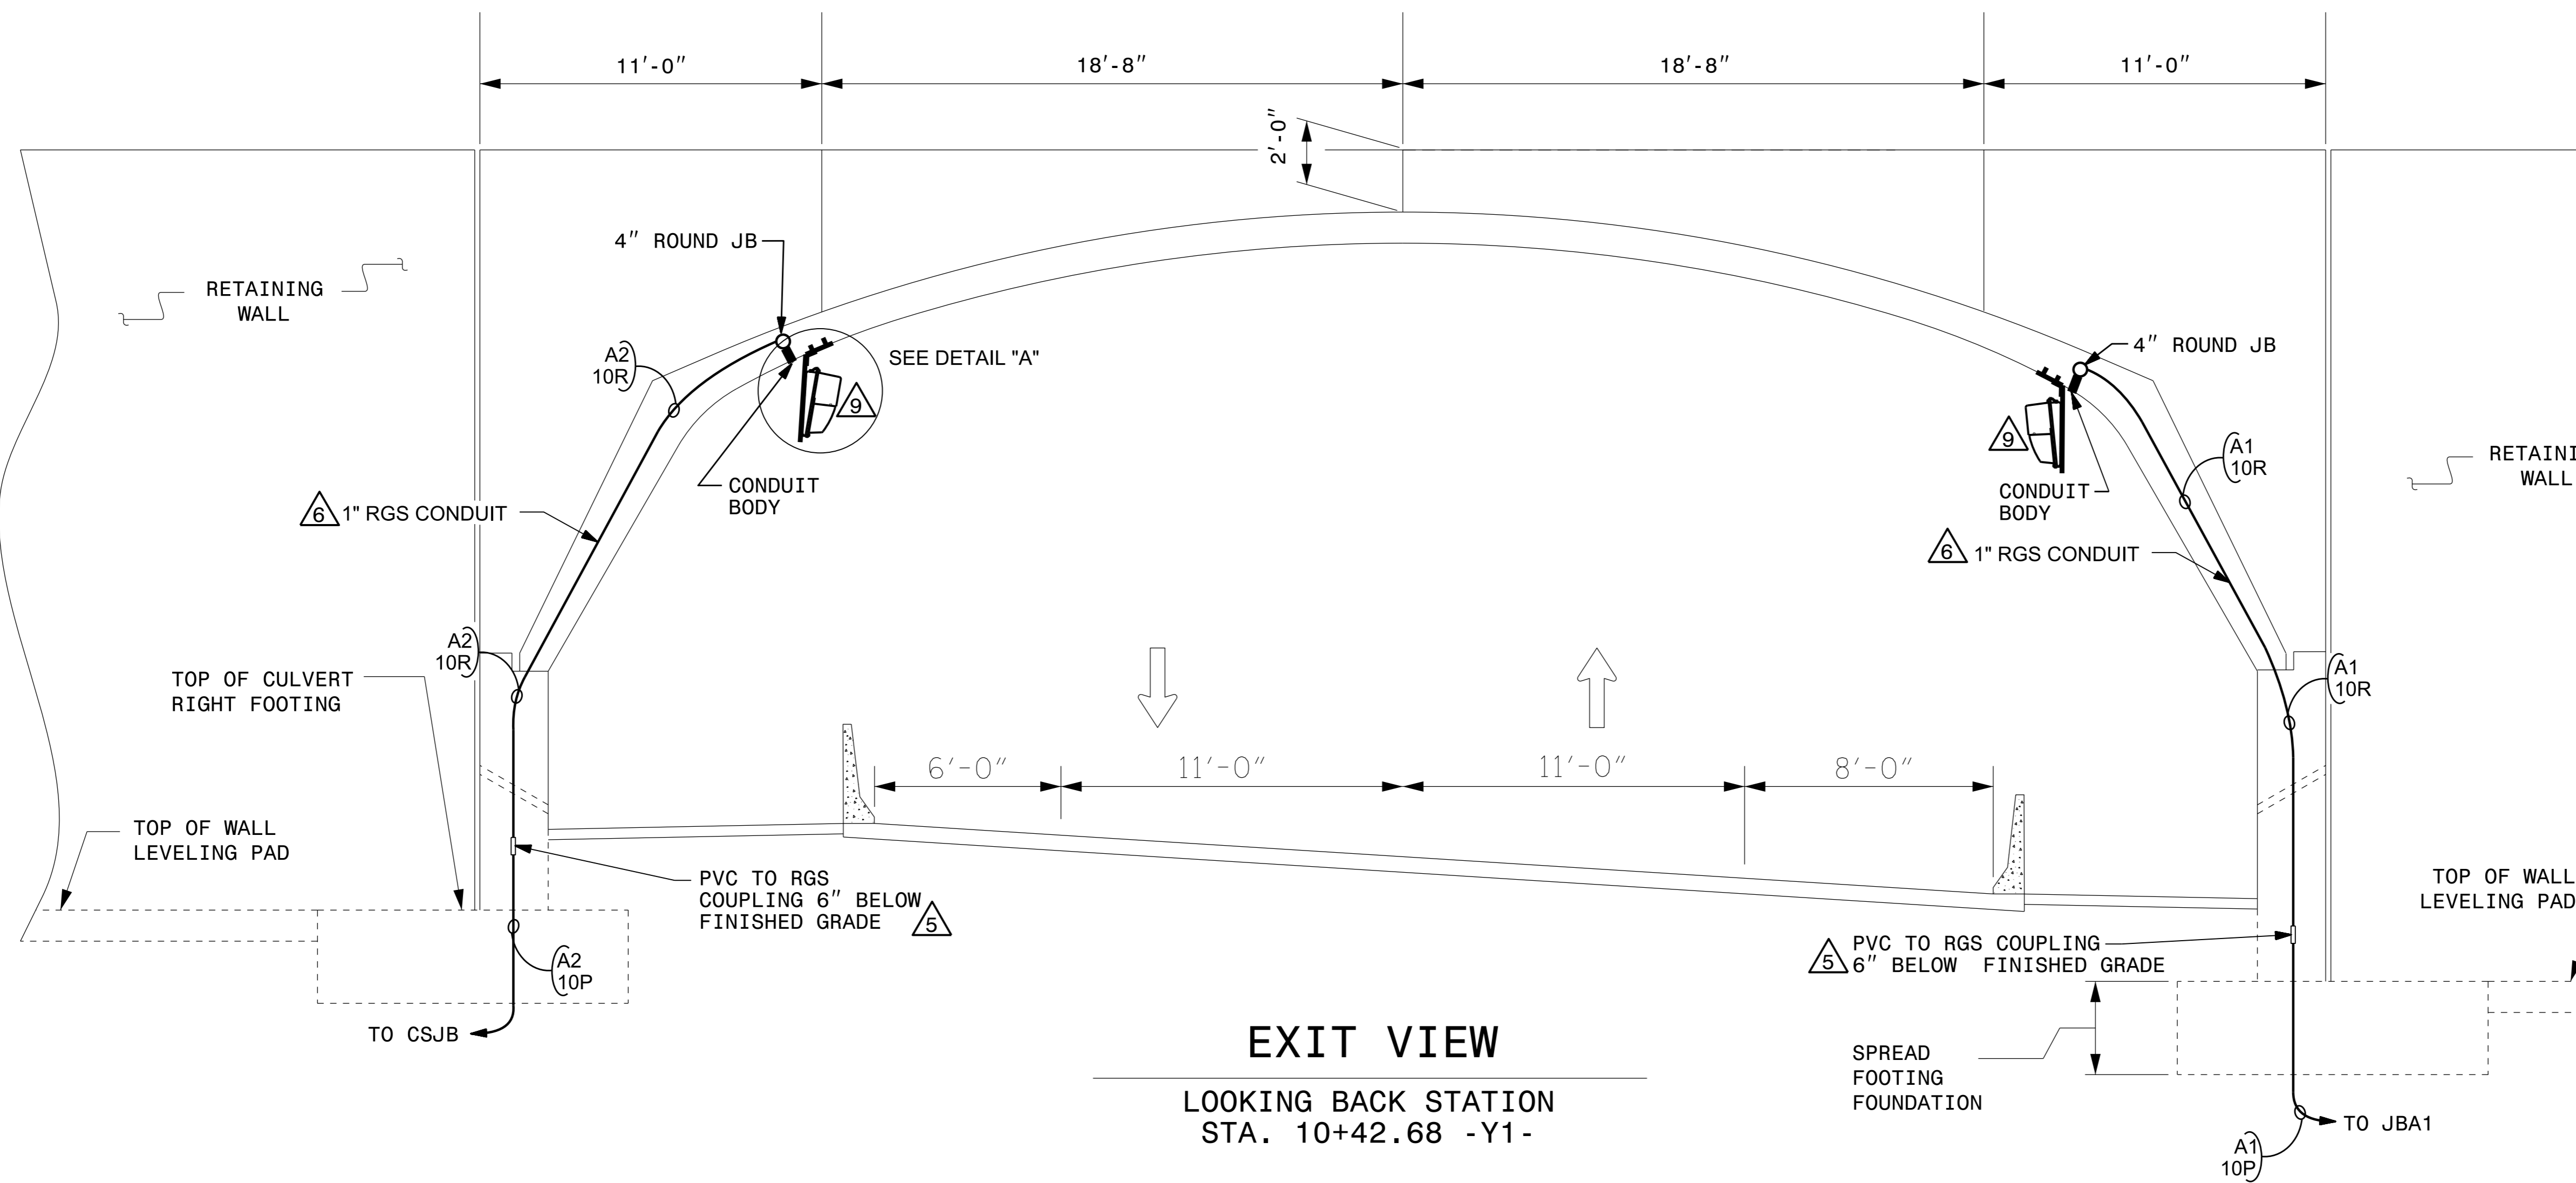 11'-0"
18'-8"
18'-8"
11'-0"
2'-0"
4" ROUND JB
RETAINING
WALL
A2
10R
SEE DETAIL "A"
9
CONDUIT
BODY
6 1" RGS CONDUIT
4" ROUND JB
9
A1
10R
RETAINI
WALL
CONDUIT
BODY
6 1" RGS CONDUIT
A2
10R
TOP OF CULVERT
RIGHT FOOTING
A1
10R
6'-0"
11'-0"
11'-0"
8'-0"
TOP OF WALL
LEVELING PAD
PVC TO RGS
COUPLING 6" BELOW
FINISHED GRADE 5
TOP OF WALL
LEVELING PAD
5 PVC TO RGS COUPLING
6" BELOW FINISHED GRADE
A2
10P
TO CSJB
EXIT VIEW
LOOKING BACK STATION
STA. 10+42.68 -Y1-
SPREAD
FOOTING
FOUNDATION
TO JBA1
A1
10P